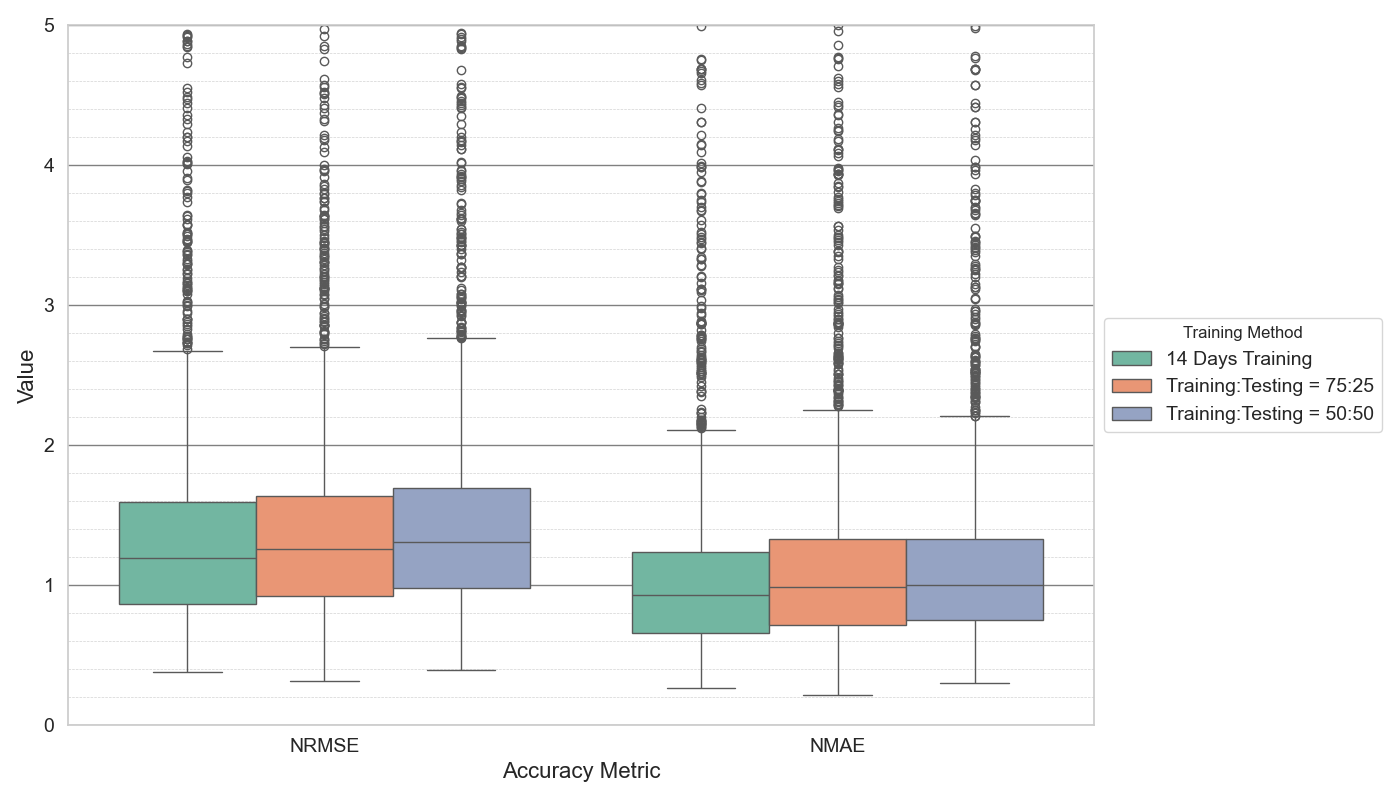 5
4
3
2
1
0
Value
NRMSE
NMAE
Accuracy Metric
Training Method
14 Days Training
Training:Testing = 75:25
Training:Testing = 50:50